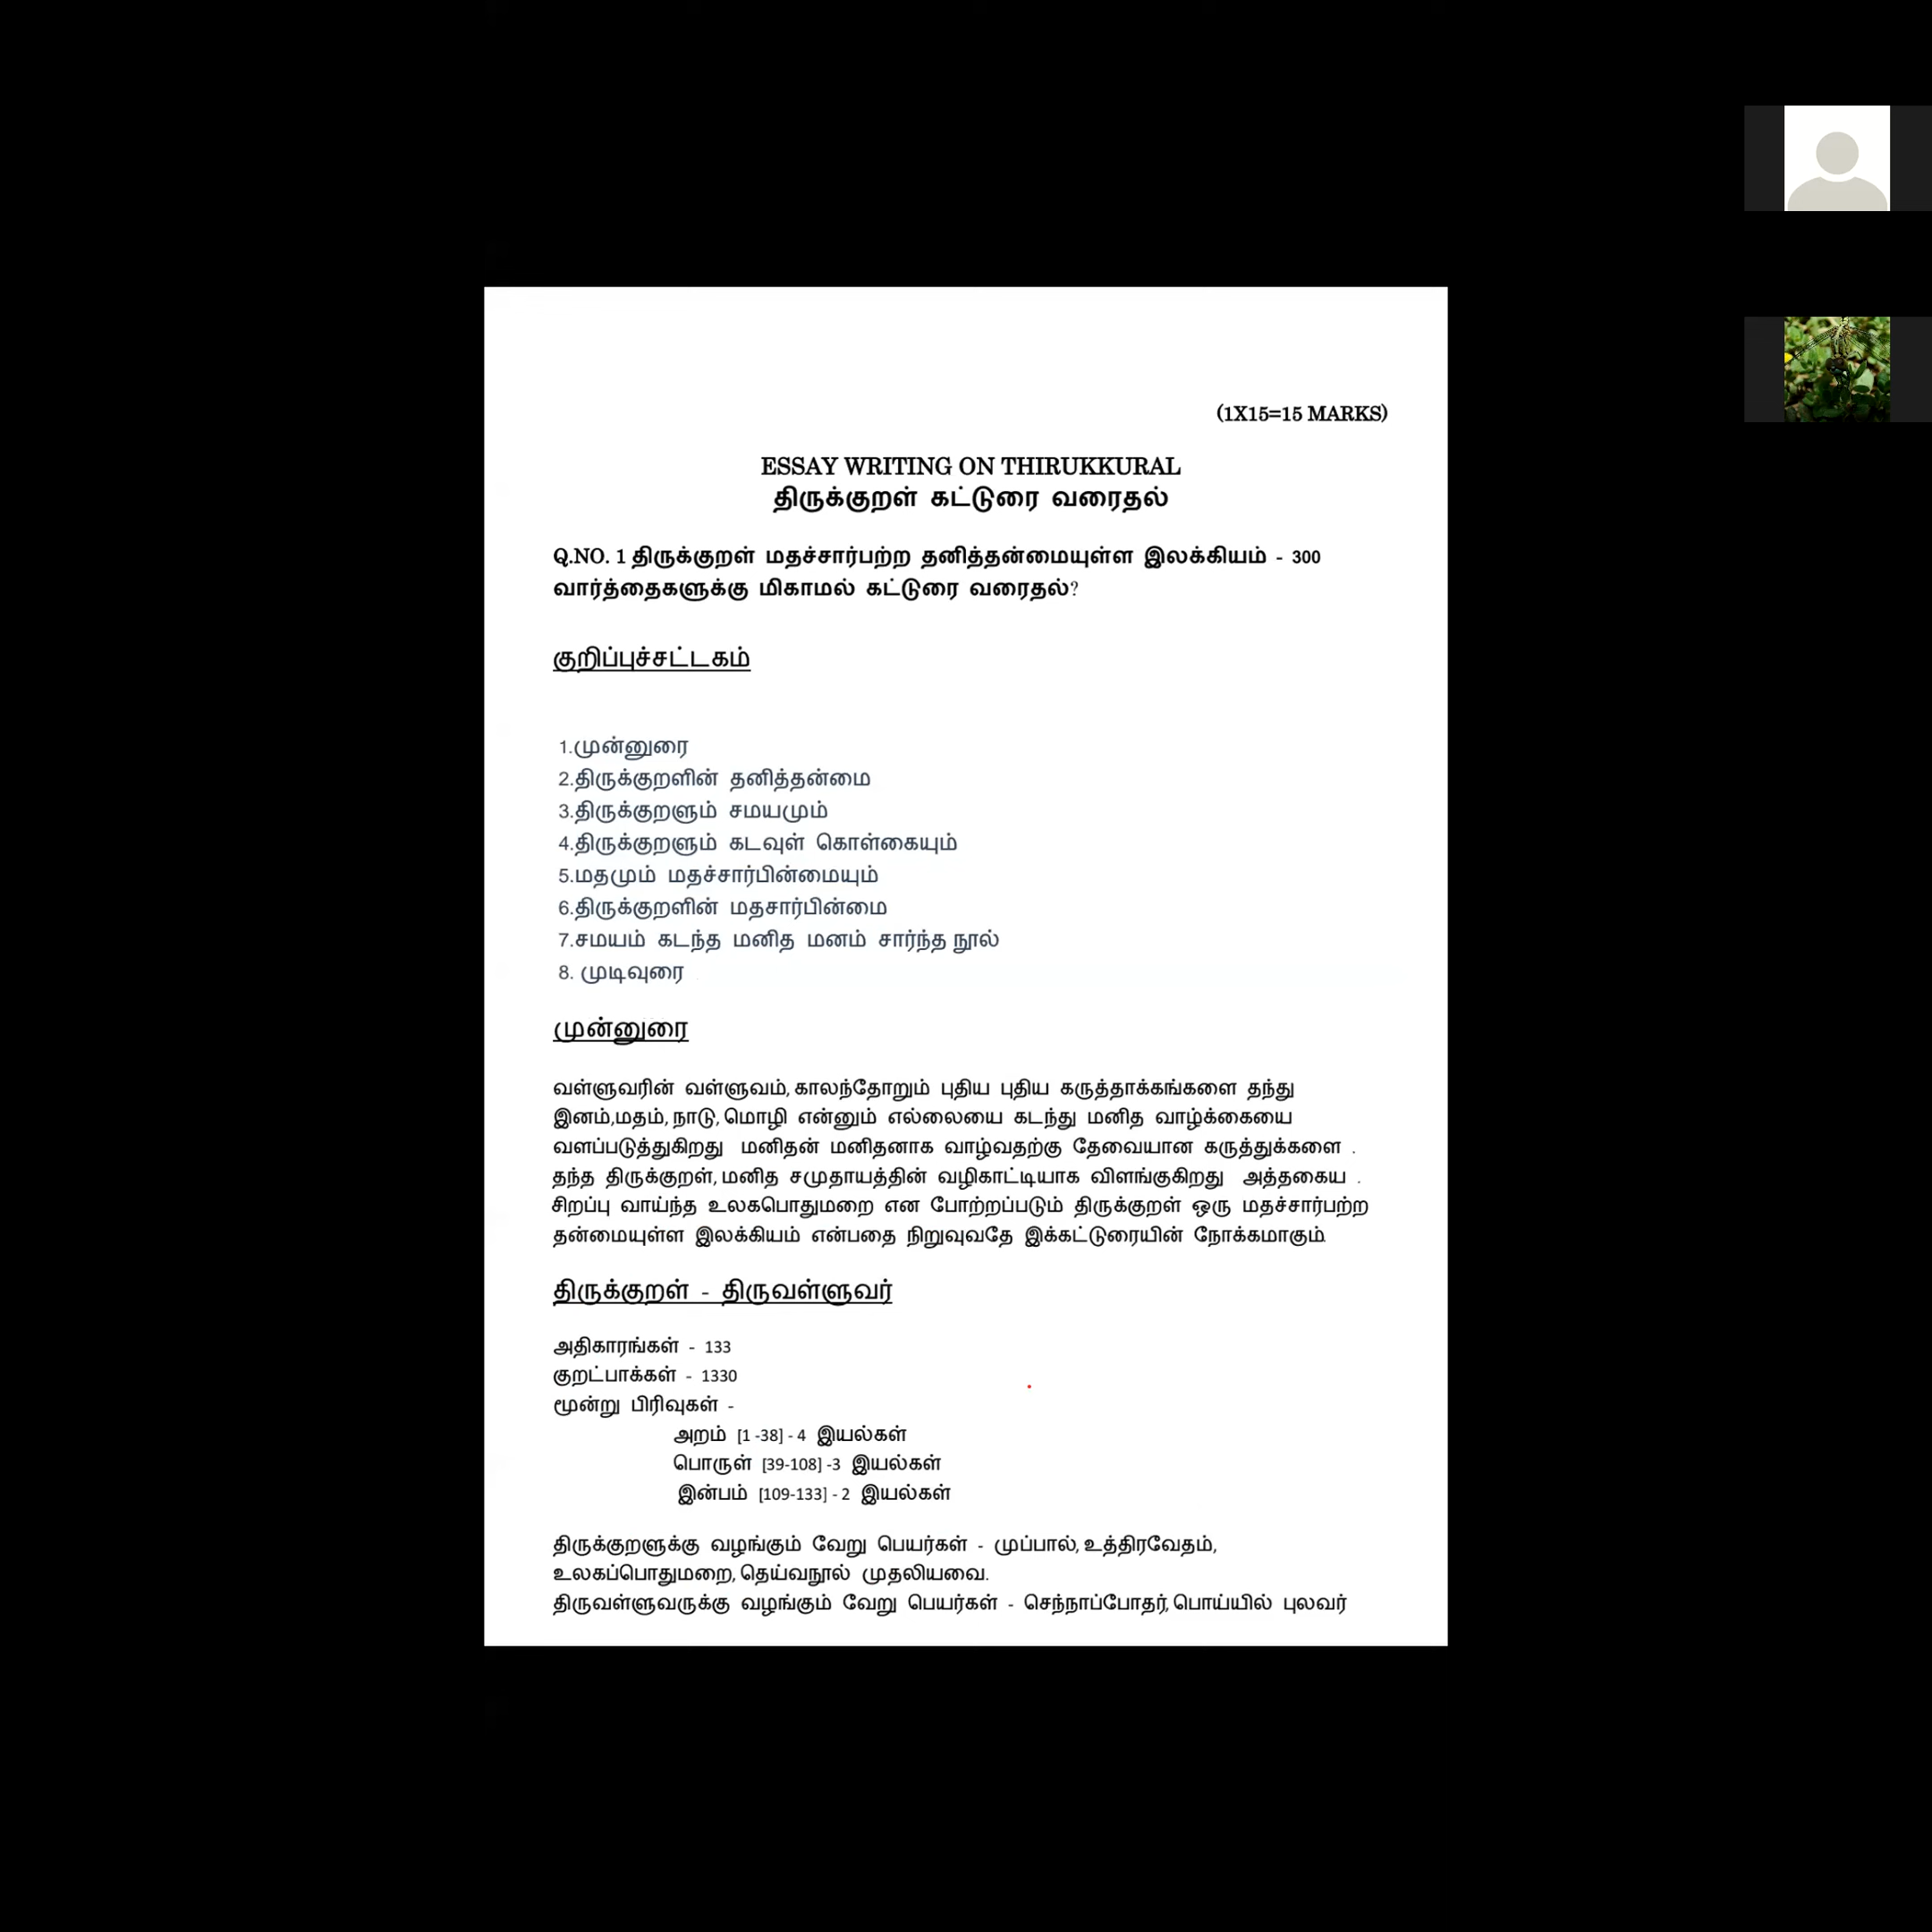 (1X15=15 MARKS)
ESSAY WRITING ON THIRUKKURAL
திருக்குறள் கட்டுரை வரைதல்
Q.NO. 1 திருக்குறள் மதச்சார்பற்ற தனித்தன்மையுள்ள இலக்கியம் - 300
வார்த்தைகளுக்கு மிகாமல் கட்டுரை வரைதல்?
குறிப்புச்சட்டகம்
1.முன்னுரை
2.திருக்குறளின் தனித்தன்மை
3.திருக்குறளும் சமயமும்
4.திருக்குறளும் கடவுள் கொள்கையும்
5.மதமும் மதச்சார்பின்மையும்
6.திருக்குறளின் மதசார்பின்மை
7.சமயம் கடந்த மனித மனம் சார்ந்த நூல்
8. முடிவுரை
முன்னுரை
வள்ளுவரின் வள்ளுவம், காலந்தோறும் புதிய புதிய கருத்தாக்கங்களை தந்து
இனம்,மதம், நாடு, மொழி என்னும் எல்லையை கடந்து மனித வாழ்க்கையை
வளப்படுத்துகிறது மனிதன் மனிதனாக வாழ்வதற்கு தேவையான கருத்துக்களை .
தந்த திருக்குறள், மனித சமுதாயத்தின் வழிகாட்டியாக விளங்குகிறது அத்தகைய .
சிறப்பு வாய்ந்த உலகபொதுமறை என போற்றப்படும் திருக்குறள் ஒரு மதச்சார்பற்ற
தன்மையுள்ள இலக்கியம் என்பதை நிறுவுவதே இக்கட்டுரையின் நோக்கமாகும்.
திருக்குறள் - திருவள்ளுவர்
அதிகாரங்கள் - 133
குறட்பாக்கள் - 1330
மூன்று பிரிவுகள் -
அறம் [1 -38] - 4 இயல்கள்
பொருள் [39-108] -3 இயல்கள்
இன்பம் [109-133] - 2 இயல்கள்
திருக்குறளுக்கு வழங்கும் வேறு பெயர்கள் - முப்பால், உத்திரவேதம்,
உலகப்பொதுமறை, தெய்வநூல் முதலியவை.
திருவள்ளுவருக்கு வழங்கும் வேறு பெயர்கள் - செந்நாப்போதர், பொய்யில் புலவர்